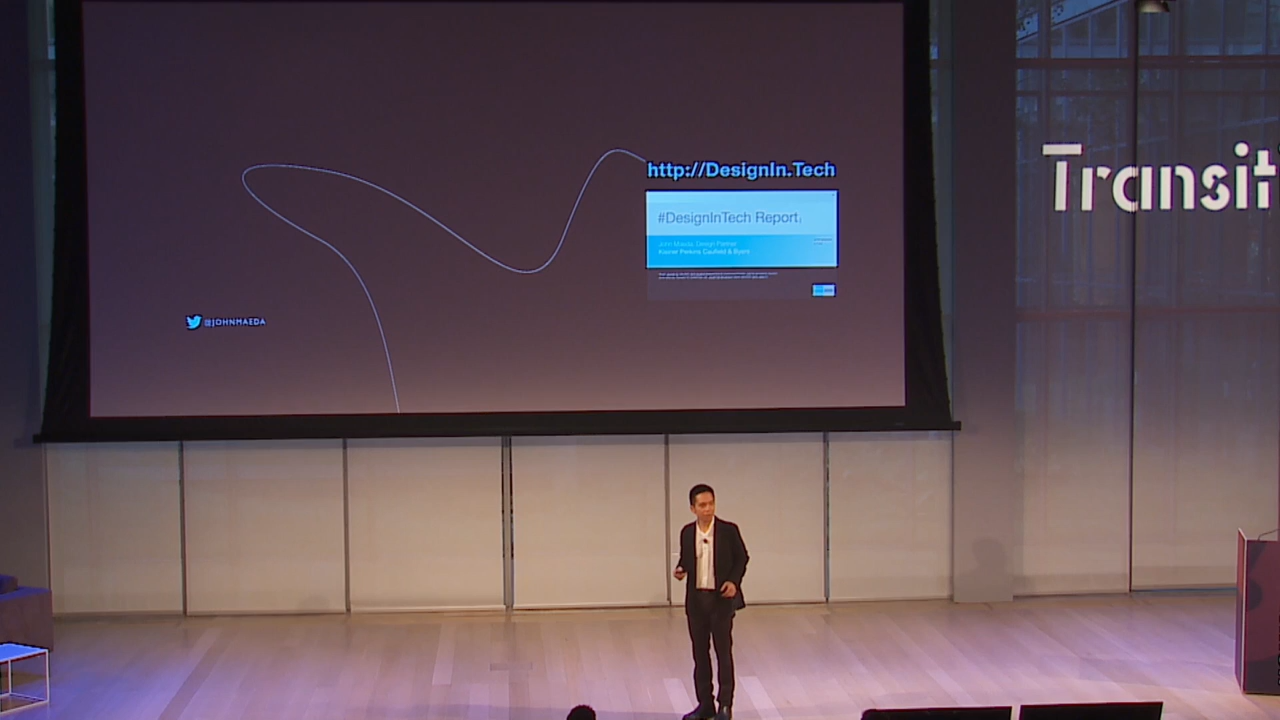 http://DesignIn.Tech
#DesignInTech Report
John Maeda, Design Partner
Kleiner Perkins Caufield & Byers
@JOHNMAEDA
Transit